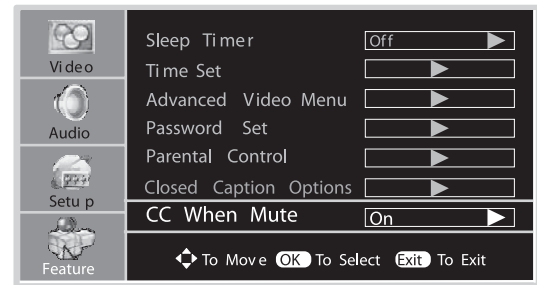 Video
Audio
Setup
Feature
Sleep Timer Off
Time Set
Advanced Video Menu
Password Set
Parental Control
Closed Caption Options
CC When Mute On
To Move OK To Select Exit To Exit